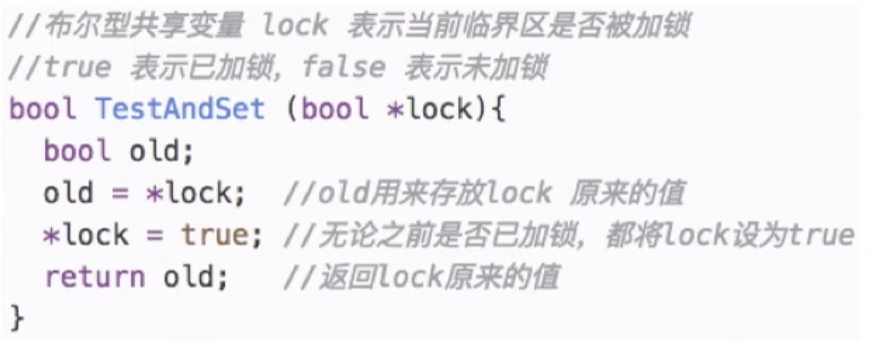 //布尔型共享变量 lock 表示当前临界区是否被加锁
//true 表示已加锁，false 表示未加锁
bool TestAndSet (bool *lock){
  bool old;
  old = *lock;  //old用来存放lock 原来的值
  *lock = true; //无论之前是否已加锁，都将lock设为true
  return old;   //返回lock原来的值
}